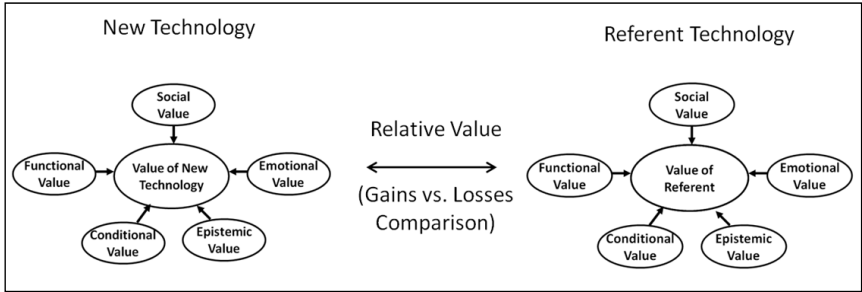 New Technology
Social
Value
Functional
Value
Value of New
Technology
Emotional
Value
Conditional
Value
Epistemic
Value
Relative Value
(Gains vs. Losses
Comparison)
Referent Technology
Social
Value
Functional
Value
Value of
Referent
Emotional
Value
Conditional
Value
Epistemic
Value